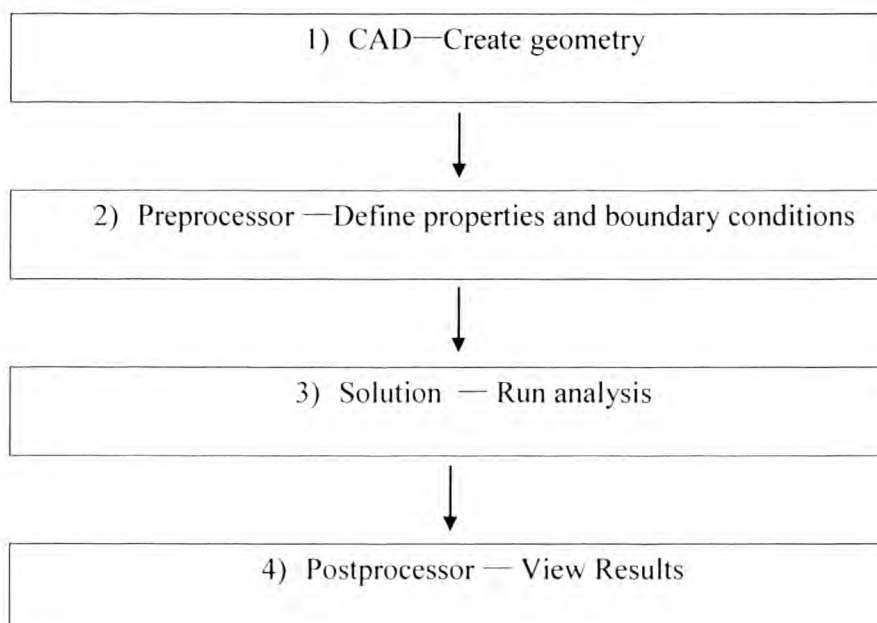 1) CAD—Create geometry
2) Preprocessor —Define properties and boundary conditions
3) Solution — Run analysis
4) Postprocessor — View Results